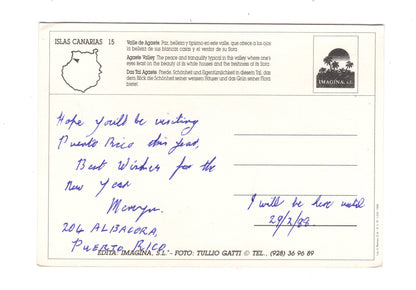 ISLAS CANARIAS 15
Valle de Agaete. Paz, belleza y tipismo en este valle, que ofrece a los ojos
la belleza de sus blancas casas y el verdor de su flora.
Agaete Valley. The peace and tranquility typical in this valley where one's
eyes feast on the beauty of its white houses and the freshness of its flora.
Das Tal Agaete. Friede, Schönheit und Eigentümlichkeit in diesem Tal, das
dem Blick die Schönheit seiner weissen Häuser und das Grün seiner Flora
bietet.
IMAGINA, s.l.
Hope you'll be visiting
Puerto Rico this year,
Best Wishes for the
New Year
204 ALIBACORA,
PUERTO RICO.
I will be here until
29/2/88.
EDITA "IMAGINA, S.L." - FOTO: TULLIO GATTI © TEL. (928) 36 96 89